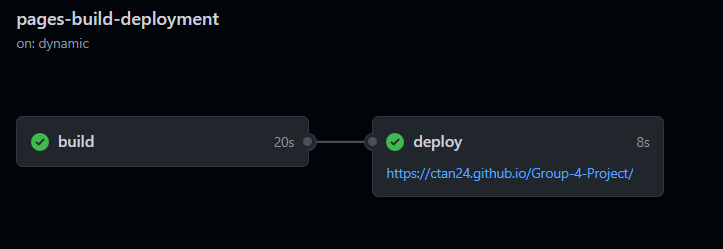 pages-build-deployment
on: dynamic
build 20s
deploy 8s
https://ctan24.github.io/Group-4-Project/